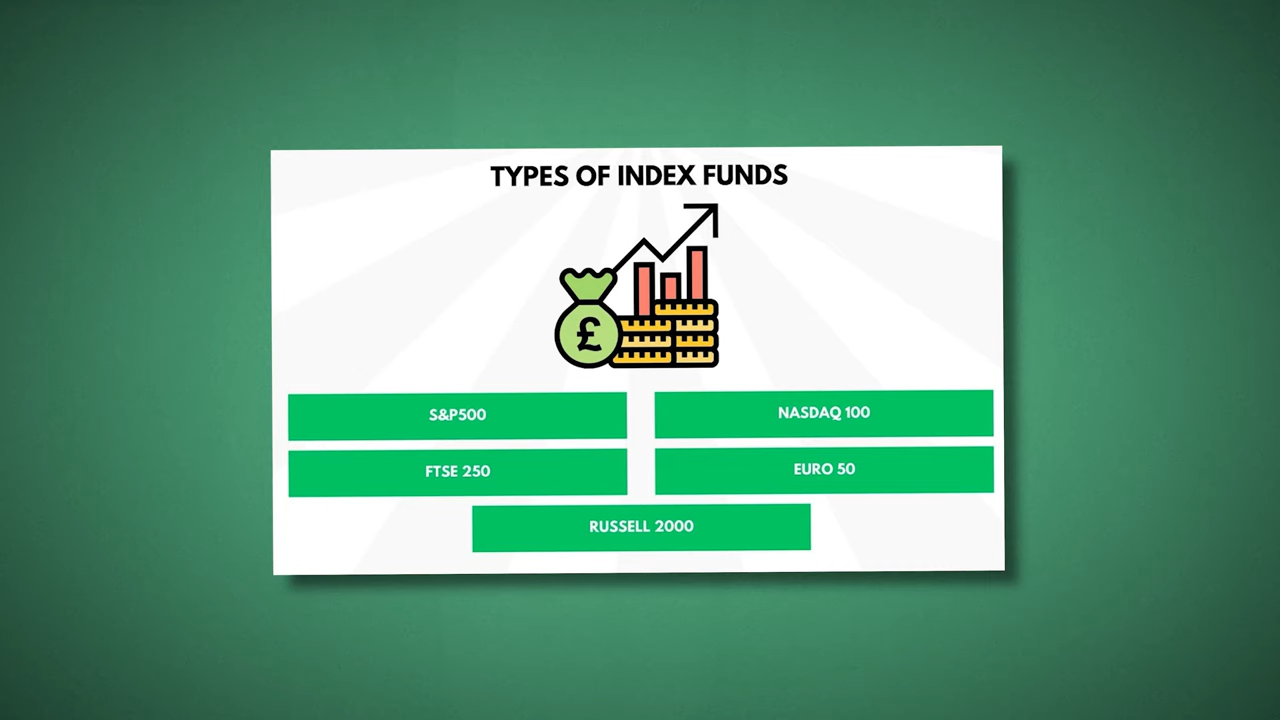 TYPES OF INDEX FUNDS
£
S&P500
NASDAQ 100
FTSE 250
EURO 50
RUSSELL 2000